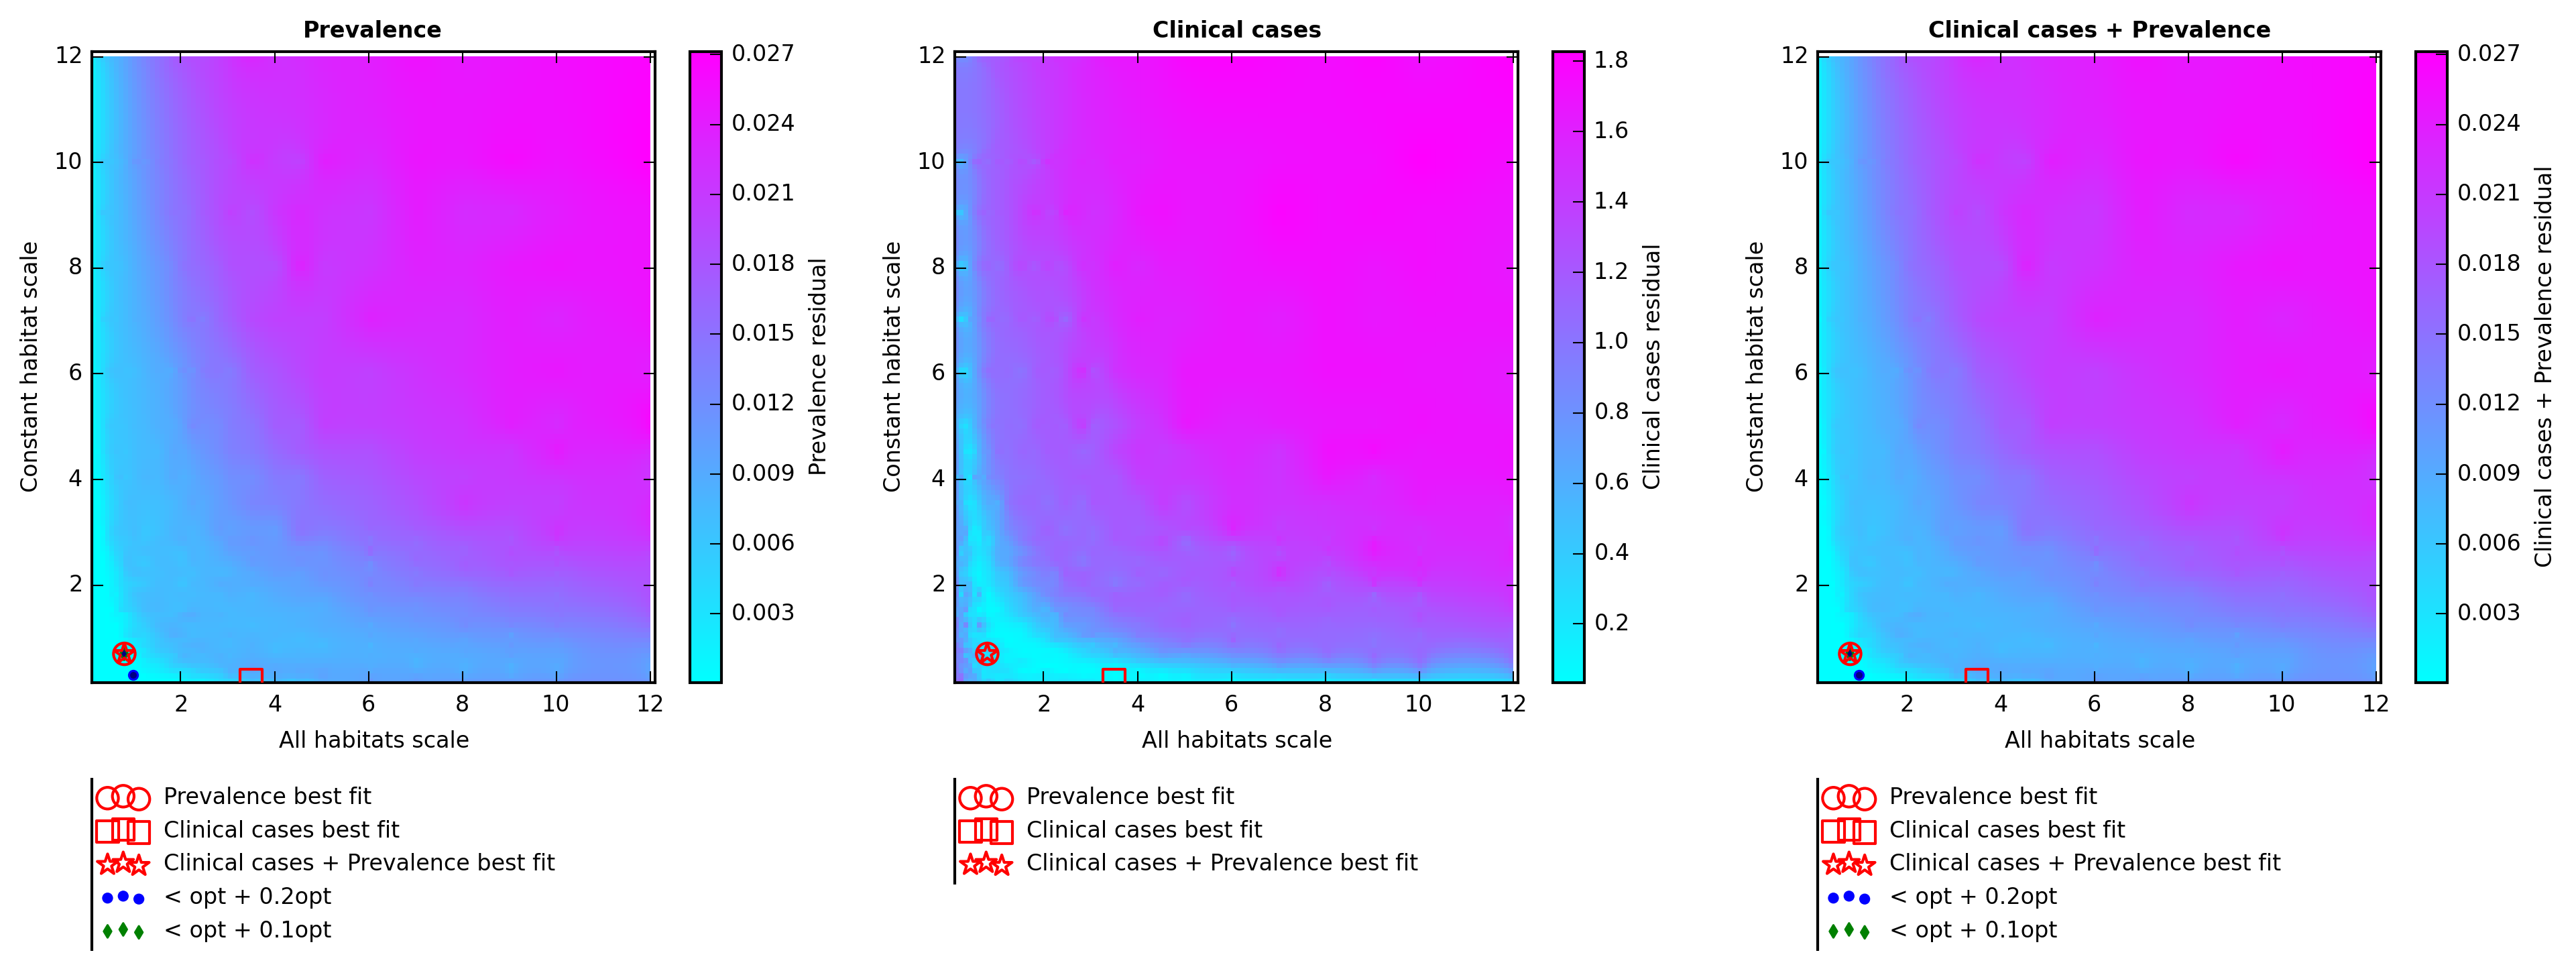 Prevalence
Constant habitat scale
12
10
8
6
4
2
2 4 6 8 10 12
All habitats scale
0.027
0.024
0.021
0.018
0.015
0.012
0.009
0.006
0.003
Prevalence residual
Prevalence best fit
Clinical cases best fit
Clinical cases + Prevalence best fit
< opt + 0.2opt
< opt + 0.1opt
Clinical cases
Constant habitat scale
12
10
8
6
4
2
2 4 6 8 10 12
All habitats scale
1.8
1.6
1.4
1.2
1.0
0.8
0.6
0.4
0.2
Clinical cases residual
Prevalence best fit
Clinical cases best fit
Clinical cases + Prevalence best fit
Clinical cases + Prevalence
Constant habitat scale
12
10
8
6
4
2
2 4 6 8 10 12
All habitats scale
0.027
0.024
0.021
0.018
0.015
0.012
0.009
0.006
0.003
Clinical cases + Prevalence residual
Prevalence best fit
Clinical cases best fit
Clinical cases + Prevalence best fit
< opt + 0.2opt
< opt + 0.1opt